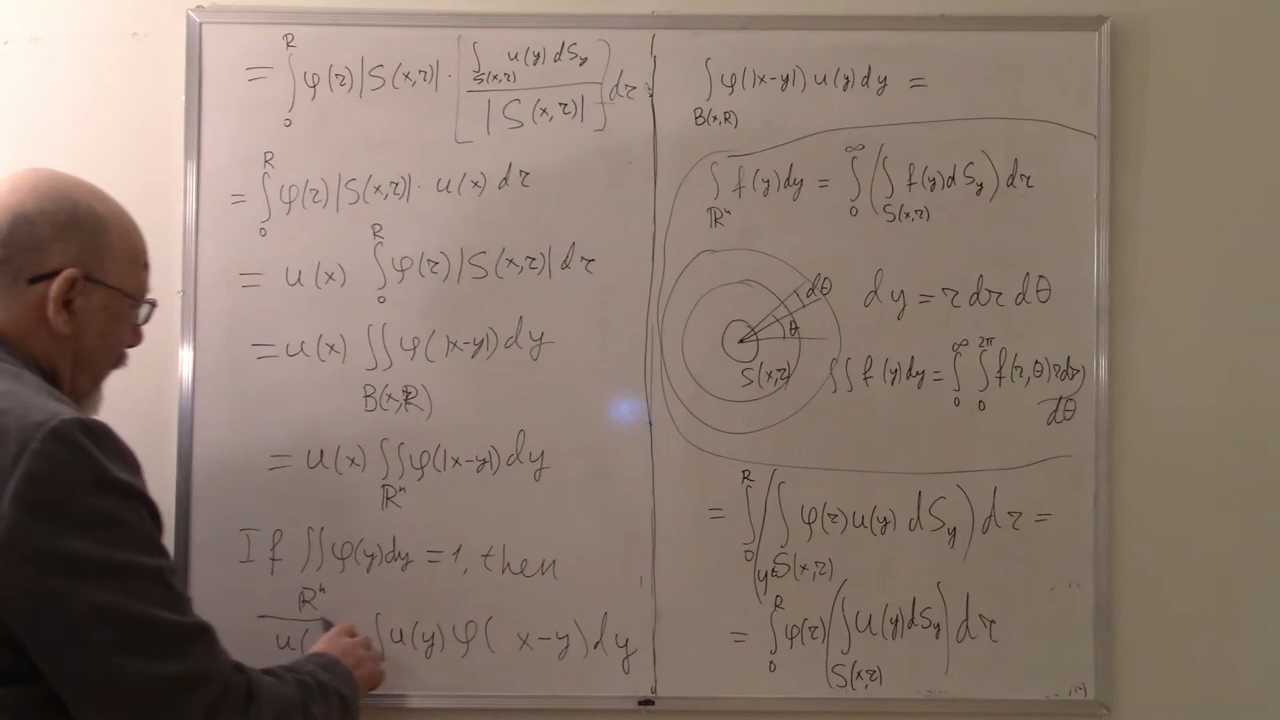 = ∫₀ᴿ φ(r)|S(x,r)| · [ ∫_{S(x,r)} u(y) dS_y / |S(x,r)| ] dr =
= ∫₀ᴿ φ(r)|S(x,r)| · u(x) dr
= u(x) ∫₀ᴿ φ(r)|S(x,r)| dr
= u(x) ∬_{B(x,R)} φ(|x-y|) dy
= u(x) ∬_{ℝⁿ} φ(|x-y|) dy
If ∬_{ℝⁿ} φ(y)dy = 1, then
u( ∫ u(y) φ( x-y) dy
∫_{B(x,R)} φ(|x-y|) u(y) dy =
∫_{ℝⁿ} f(y)dy = ∫₀^∞ ( ∫_{S(x,r)} f(y) dS_y ) dr
dθ
θ
S(x,r)
dy = r dr dθ
∬ f(y)dy = ∫₀^∞ ∫₀^{2π} f(r,θ) r dr dθ
= ∫₀ᴿ ( ∫_{y∈S(x,r)} φ(r) u(y) dS_y ) dr =
= ∫₀ᴿ φ(r) ( ∫_{S(x,r)} u(y) dS_y ) dr